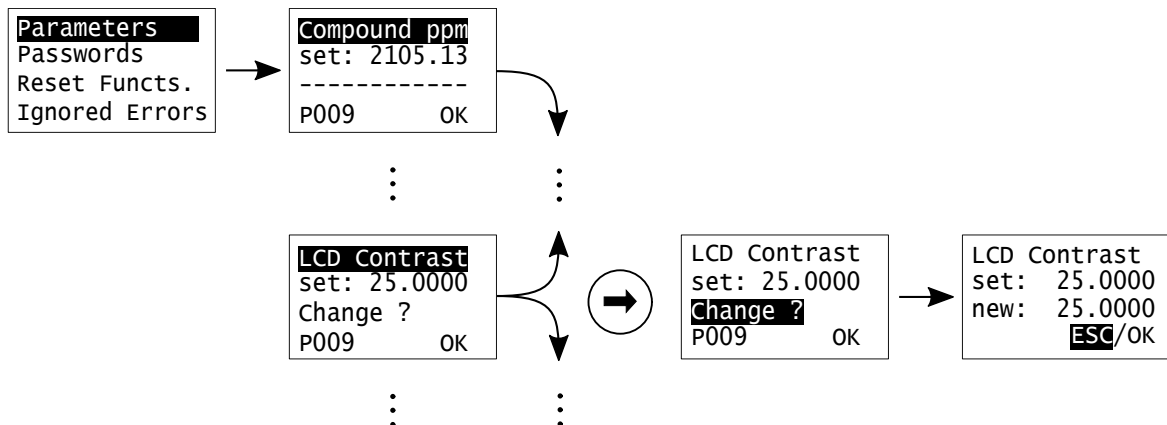 Parameters
Passwords
Reset Functs.
Ignored Errors
Compound ppm
set: 2105.13
------------
P009 OK
LCD Contrast
set: 25.0000
Change ?
P009 OK
LCD Contrast
set: 25.0000
Change ?
P009 OK
LCD Contrast
set: 25.0000
new: 25.0000
ESC/OK